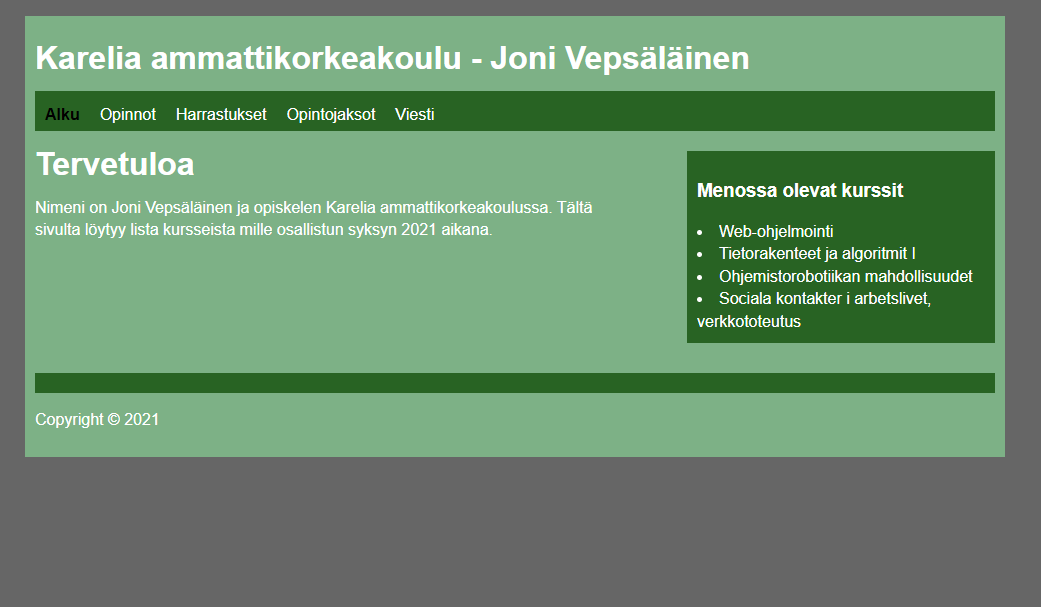 Karelia ammattikorkeakoulu - Joni Vepsäläinen
Alku Opinnot Harrastukset Opintojaksot Viesti
Tervetuloa
Nimeni on Joni Vepsäläinen ja opiskelen Karelia ammattikorkeakoulussa. Tältä
sivulta löytyy lista kursseista mille osallistun syksyn 2021 aikana.
Menossa olevat kurssit
• Web-ohjelmointi
• Tietorakenteet ja algoritmit I
• Ohjemistorobotiikan mahdollisuudet
• Sociala kontakter i arbetslivet,
verkkototeutus
Copyright © 2021